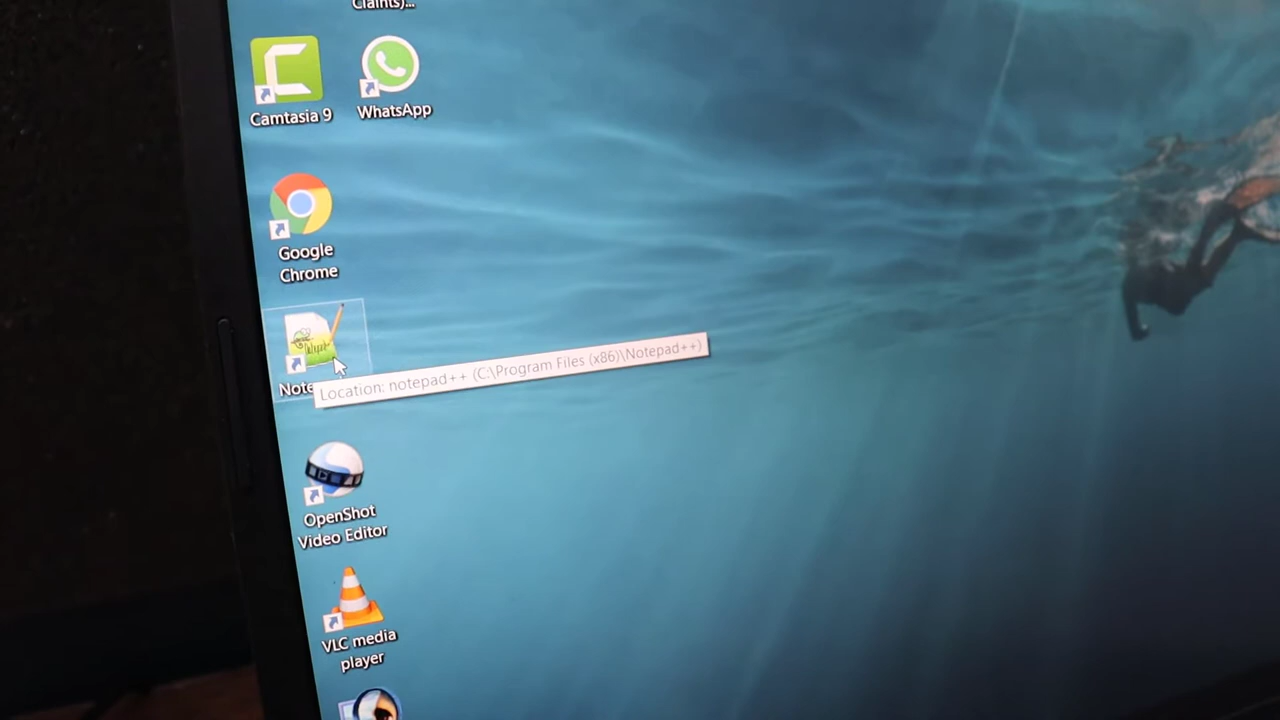 Claints)...
Camtasia 9
WhatsApp
Google
Chrome
Note
Location: notepad++ (C:\Program Files (x86)\Notepad++)
OpenShot
Video Editor
VLC media
player